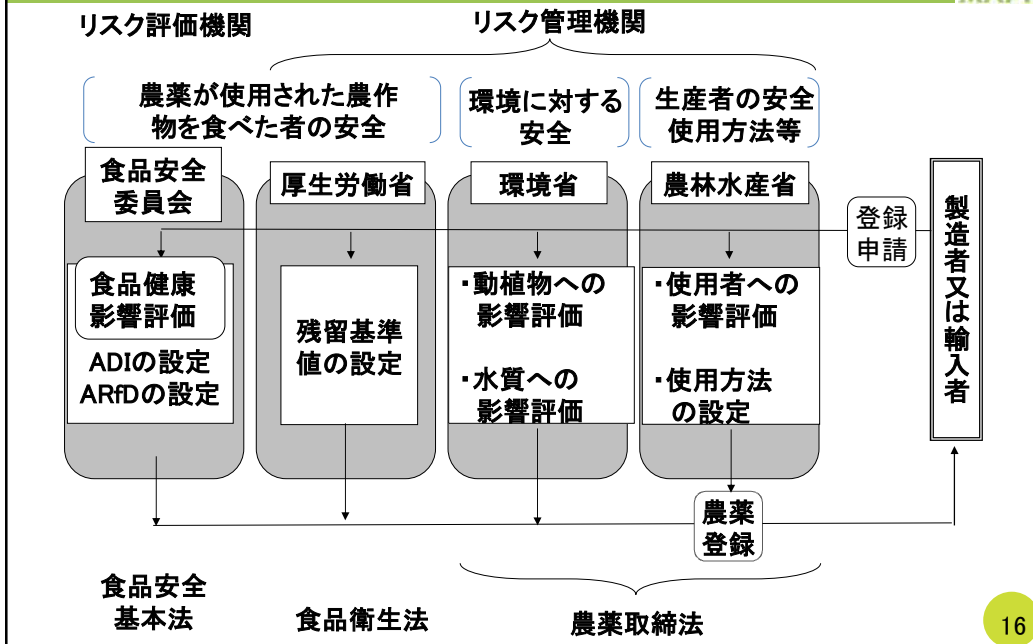 リスク評価機関
リスク管理機関
農薬が使用された農作
物を食べた者の安全
環境に対する
安全
生産者の安全
使用方法等
食品安全
委員会
厚生労働省
環境省
農林水産省
登録
申請
製造者又は輸入者
食品健康
影響評価
ADIの設定
ARfDの設定
残留基準
値の設定
・動植物への
影響評価
・水質への
影響評価
・使用者への
影響評価
・使用方法
の設定
農薬
登録
食品安全
基本法
食品衛生法
農薬取締法
16